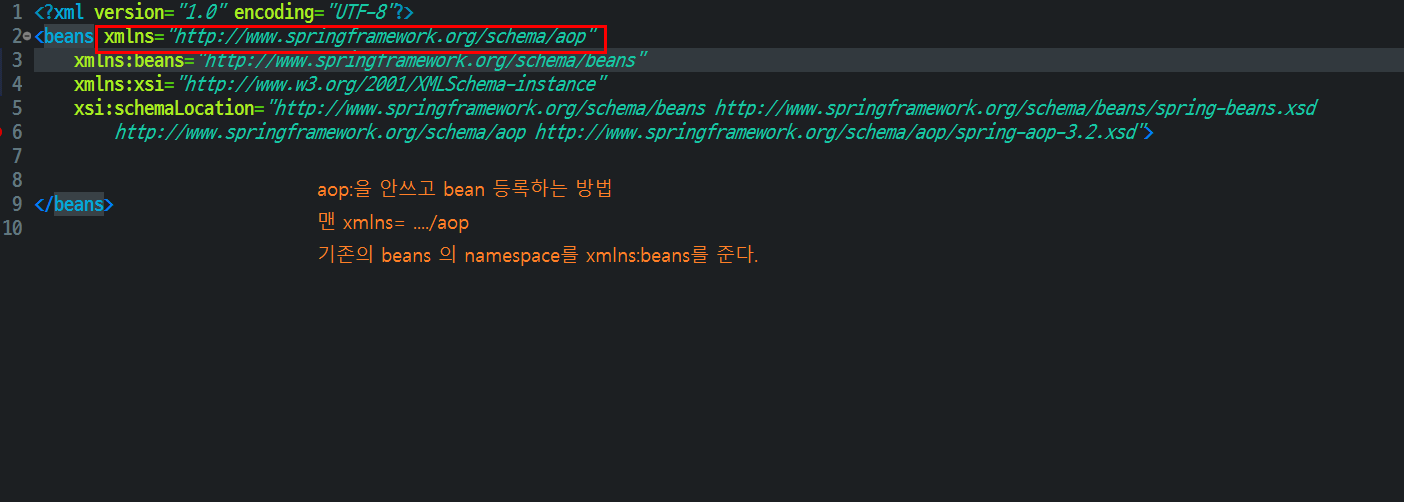 1 <?xml version="1.0" encoding="UTF-8"?>
2 <beans xmlns="http://www.springframework.org/schema/aop"
3 xmlns:beans="http://www.springframework.org/schema/beans"
4 xmlns:xsi="http://www.w3.org/2001/XMLSchema-instance"
5 xsi:schemaLocation="http://www.springframework.org/schema/beans http://www.springframework.org/schema/beans/spring-beans.xsd
6 http://www.springframework.org/schema/aop http://www.springframework.org/schema/aop/spring-aop-3.2.xsd">
7
8
aop:을 안쓰고 bean 등록하는 방법
9 </beans>
맨 xmlns= ..../aop
10
기존의 beans 의 namespace를 xmlns:beans를 준다.